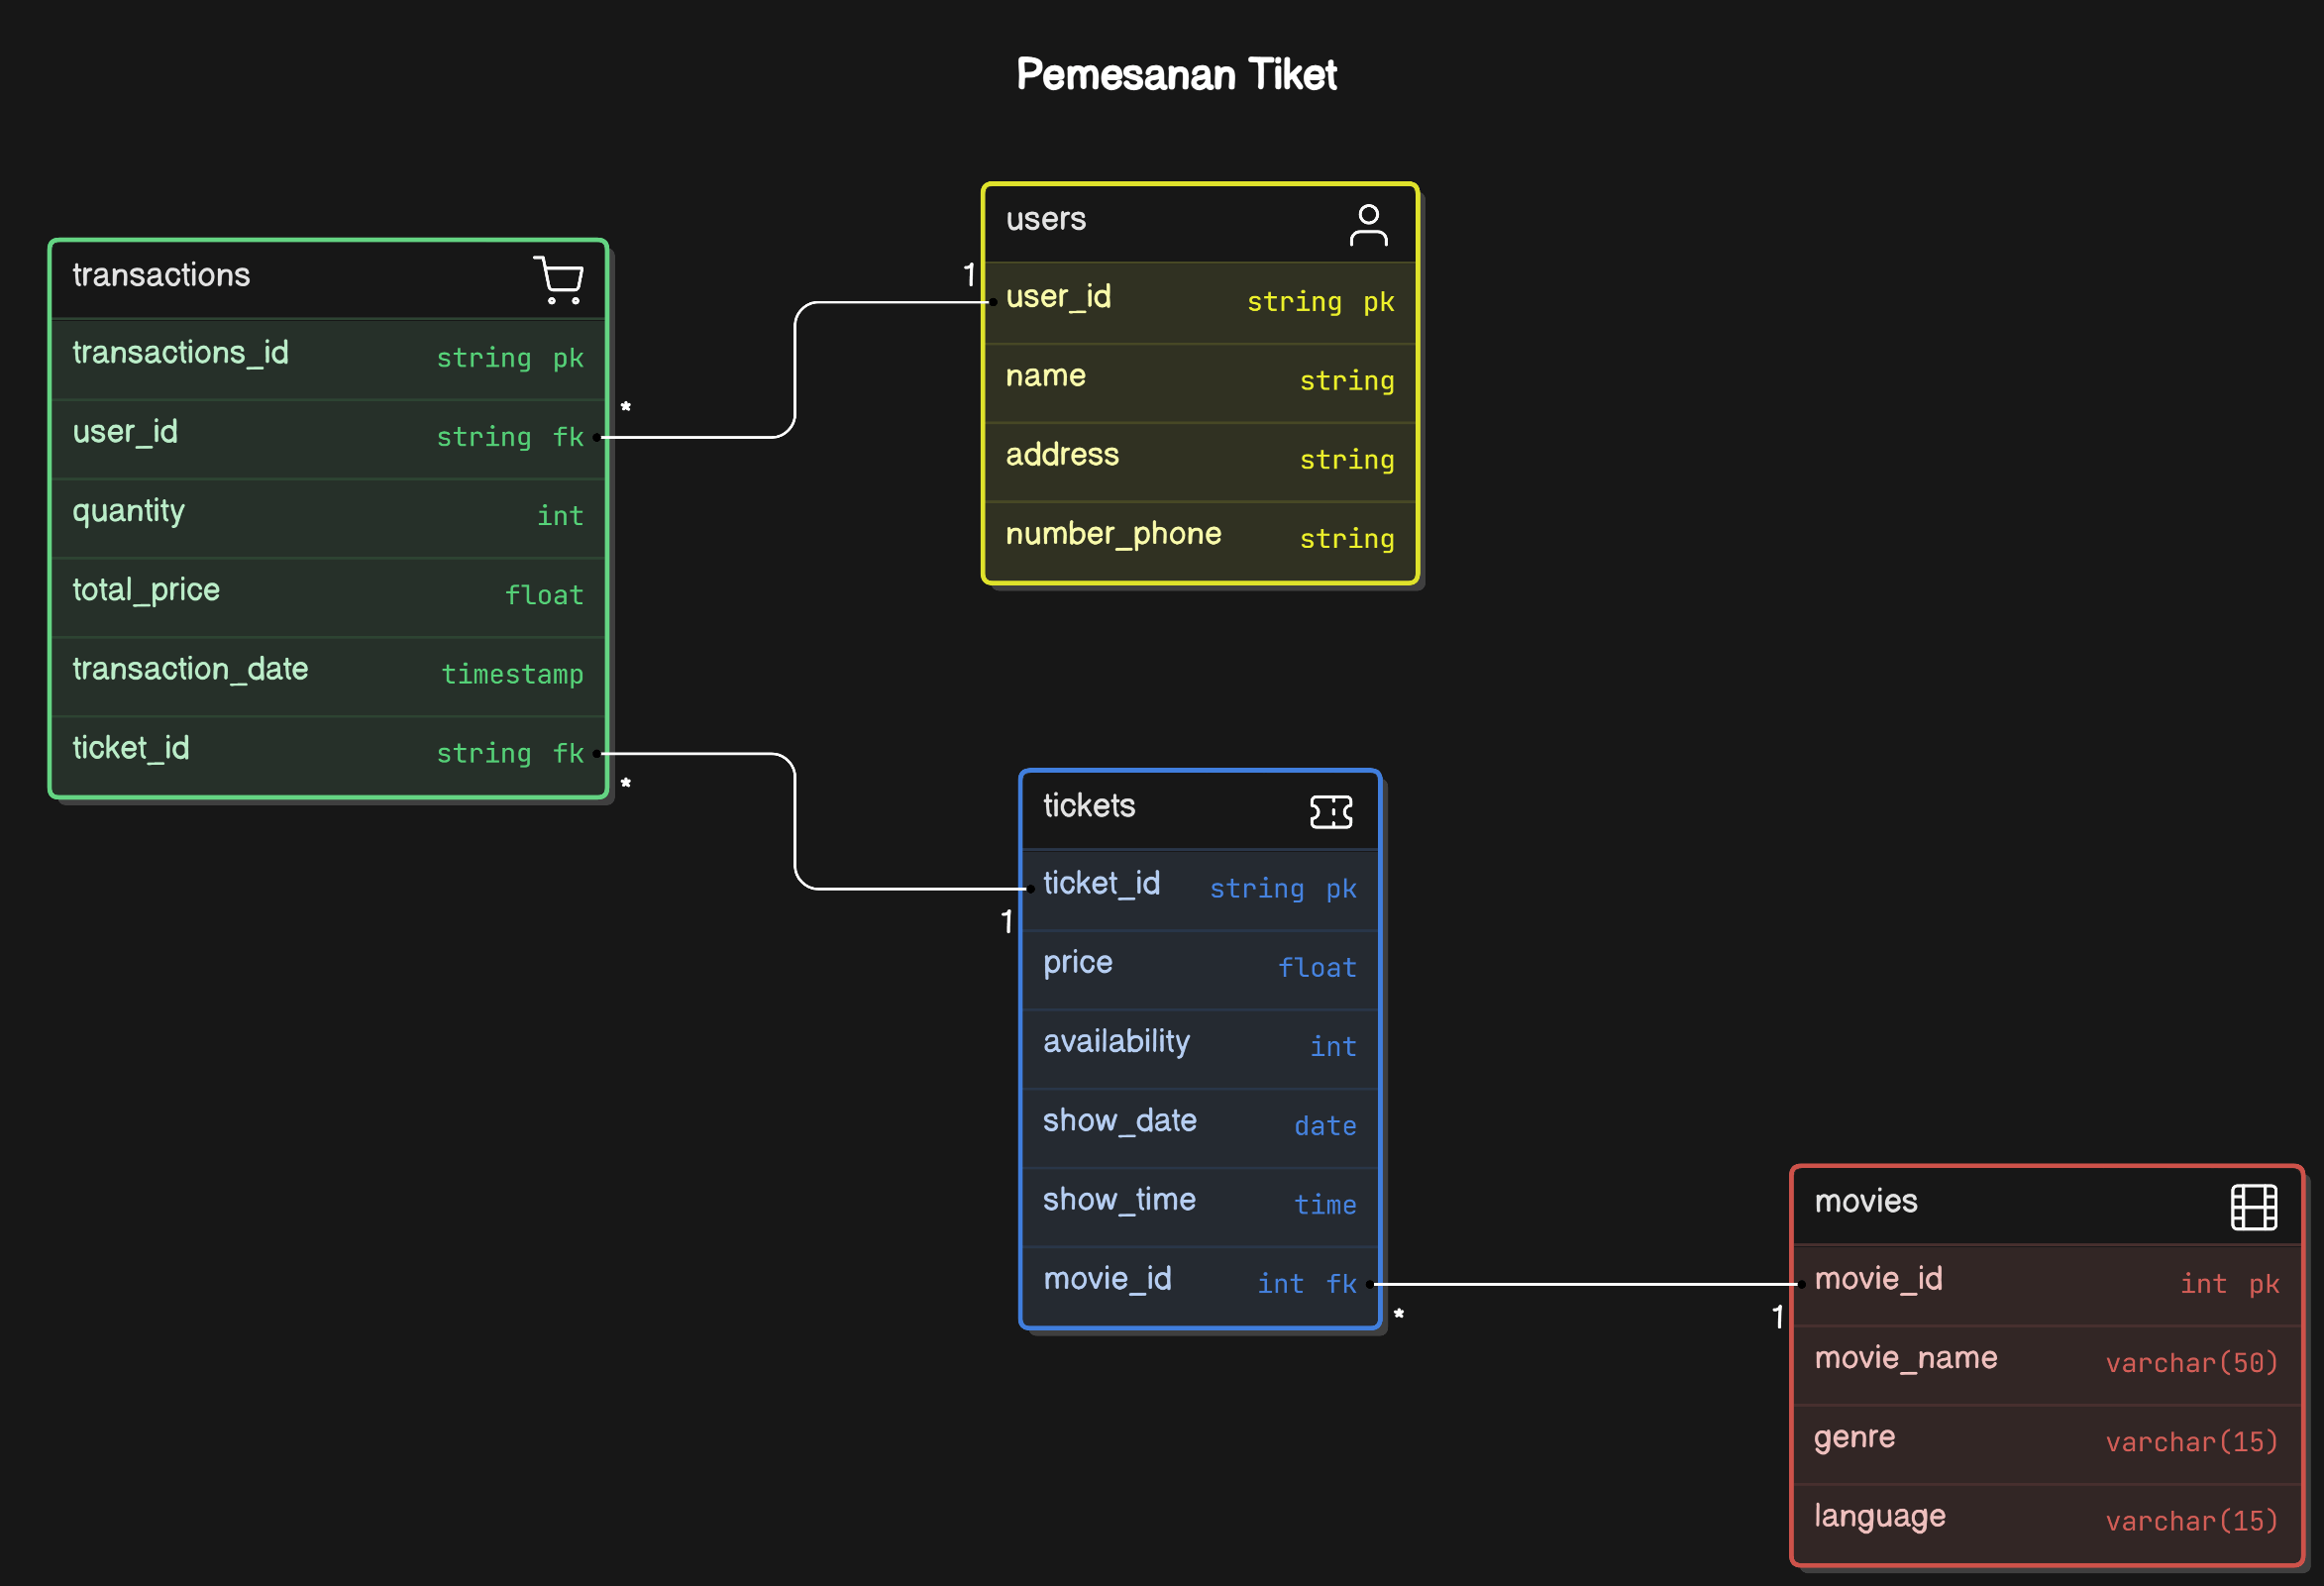 Pemesanan Tiket
transactions
transactions_id string pk
user_id string fk
quantity int
total_price float
transaction_date timestamp
ticket_id string fk
*
*
1
users
user_id string pk
name string
address string
number_phone string
1
tickets
ticket_id string pk
price float
availability int
show_date date
show_time time
movie_id int fk
*
1
movies
movie_id int pk
movie_name varchar(50)
genre varchar(15)
language varchar(15)